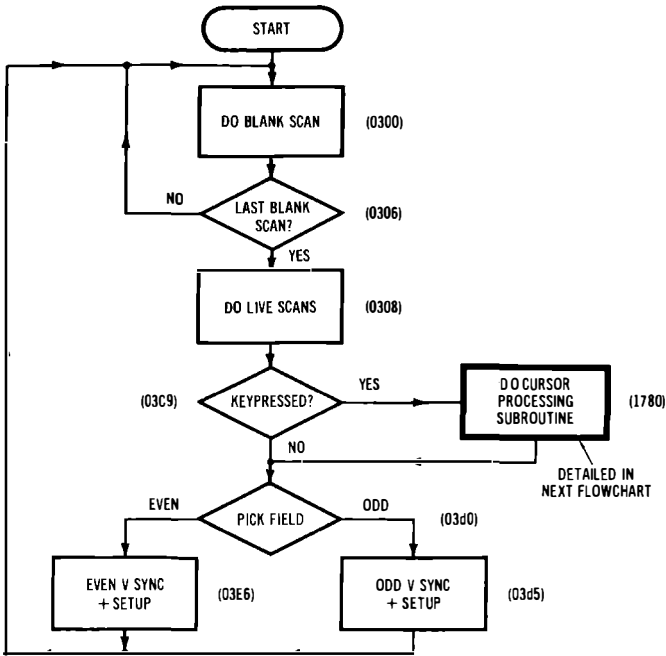 START
DO BLANK SCAN
(0300)
NO
LAST BLANK
SCAN?
(0306)
YES
DO LIVE SCANS
(0308)
(03C9)
KEYPRESSED?
YES
DO CURSOR
PROCESSING
SUBROUTINE
(1780)
NO
DETAILED IN
NEXT FLOWCHART
EVEN
PICK FIELD
ODD
(03d0)
EVEN V SYNC
+ SETUP
(03E6)
ODD V SYNC
+ SETUP
(03d5)